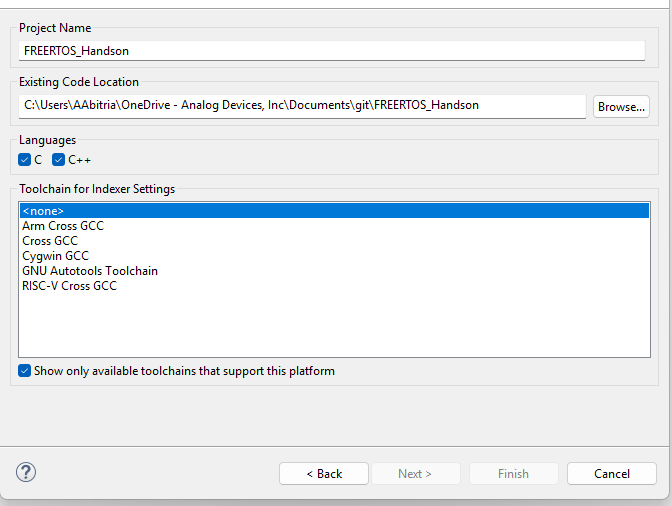 Project Name
FREERTOS_Handson
Existing Code Location
C:\Users\AAbitria\OneDrive - Analog Devices, Inc\Documents\git\FREERTOS_Handson
Browse...
Languages
C C++
Toolchain for Indexer Settings
<none>
Arm Cross GCC
Cross GCC
Cygwin GCC
GNU Autotools Toolchain
RISC-V Cross GCC
Show only available toolchains that support this platform
? < Back Next > Finish Cancel